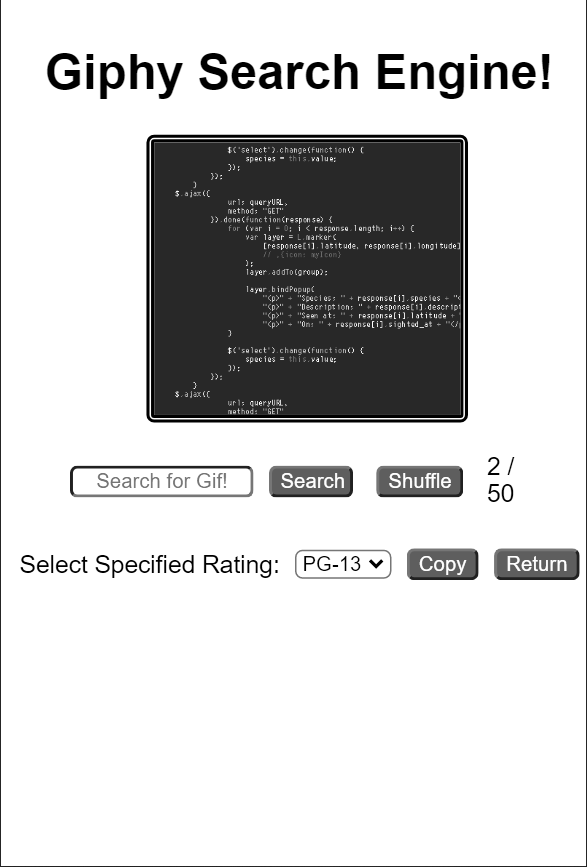 Giphy Search Engine!
$('select').change(function() {
species = this.value;
});
});
}
$.ajax({
url: queryURL,
method: "GET"
}).done(function(response) {
for (var i = 0; i < response.length; i++) {
var layer = L.marker(
[response[i].latitude, response[i].longitude]
// ,{icon: myIcon}
);
layer.addTo(group);
layer.bindPopup(
"<p>" + "Species: " + response[i].species + "<
"<p>" + "Description: " + response[i].descript
"<p>" + "Seen at: " + response[i].latitude + "
"<p>" + "On: " + response[i].sighted_at + "</p
}
$('select').change(function() {
species = this.value;
});
});
}
$.ajax({
url: queryURL,
method: "GET"
Search for Gif!
Search
Shuffle
2 /
50
Select Specified Rating:
PG-13
Copy
Return